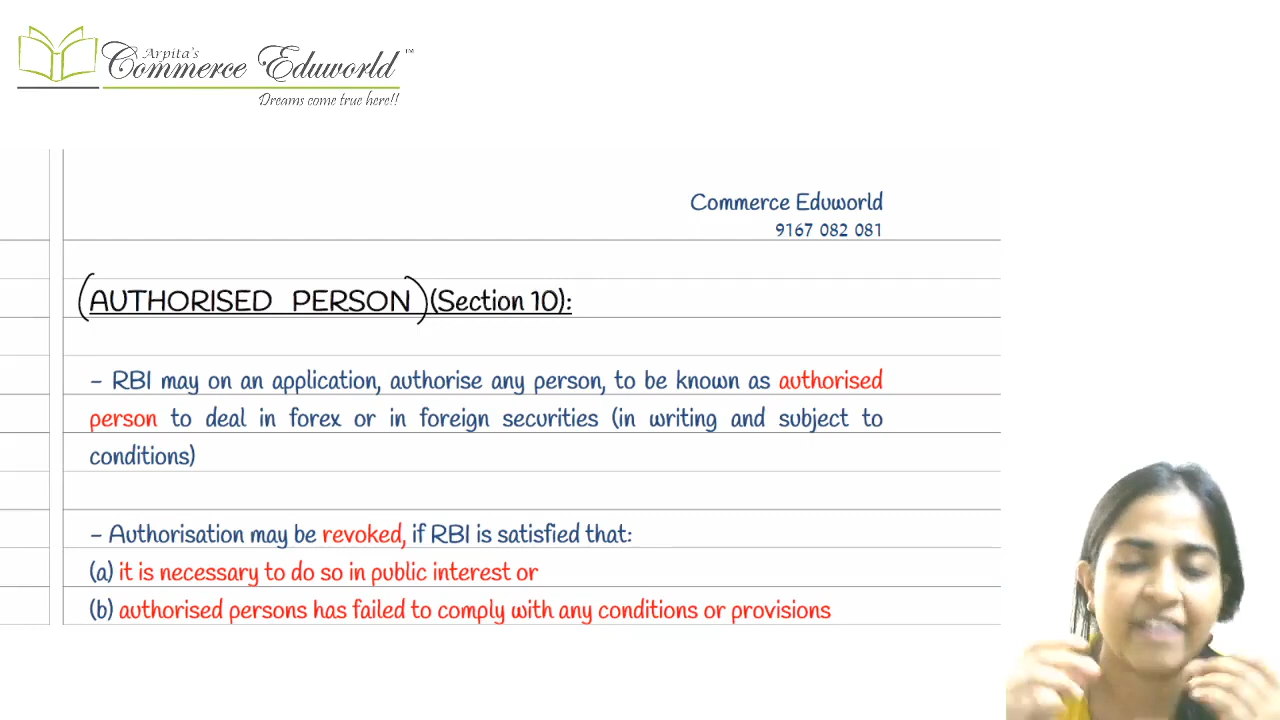 Arpita's
Commerce Eduworld™
Dreams come true here!!
Commerce Eduworld
9167 082 081
(AUTHORISED PERSON)(Section 10):
- RBI may on an application, authorise any person, to be known as authorised
person to deal in forex or in foreign securities (in writing and subject to
conditions)
- Authorisation may be revoked, if RBI is satisfied that:
(a) it is necessary to do so in public interest or
(b) authorised persons has failed to comply with any conditions or provisions